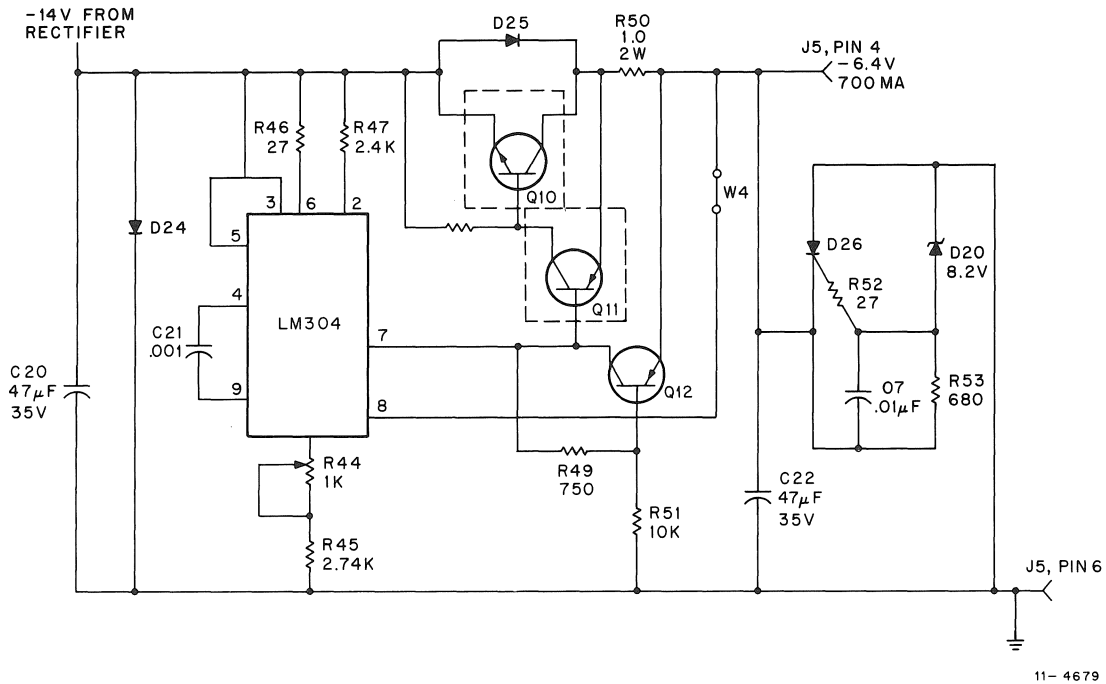 -14V FROM
RECTIFIER
D25
R50
1.0
2W
J5, PIN 4
-6.4V
700 MA
R46
27
R47
2.4K
Q10
W4
3
6
2
D24
5
D26
D20
8.2V
R52
27
Q11
4
LM304
C21
.001
7
C20
47µF
35V
9
Q12
07
.01µF
R53
680
8
R44
1K
R49
750
C22
47µF
35V
R51
10K
R45
2.74K
J5, PIN 6
11-4679